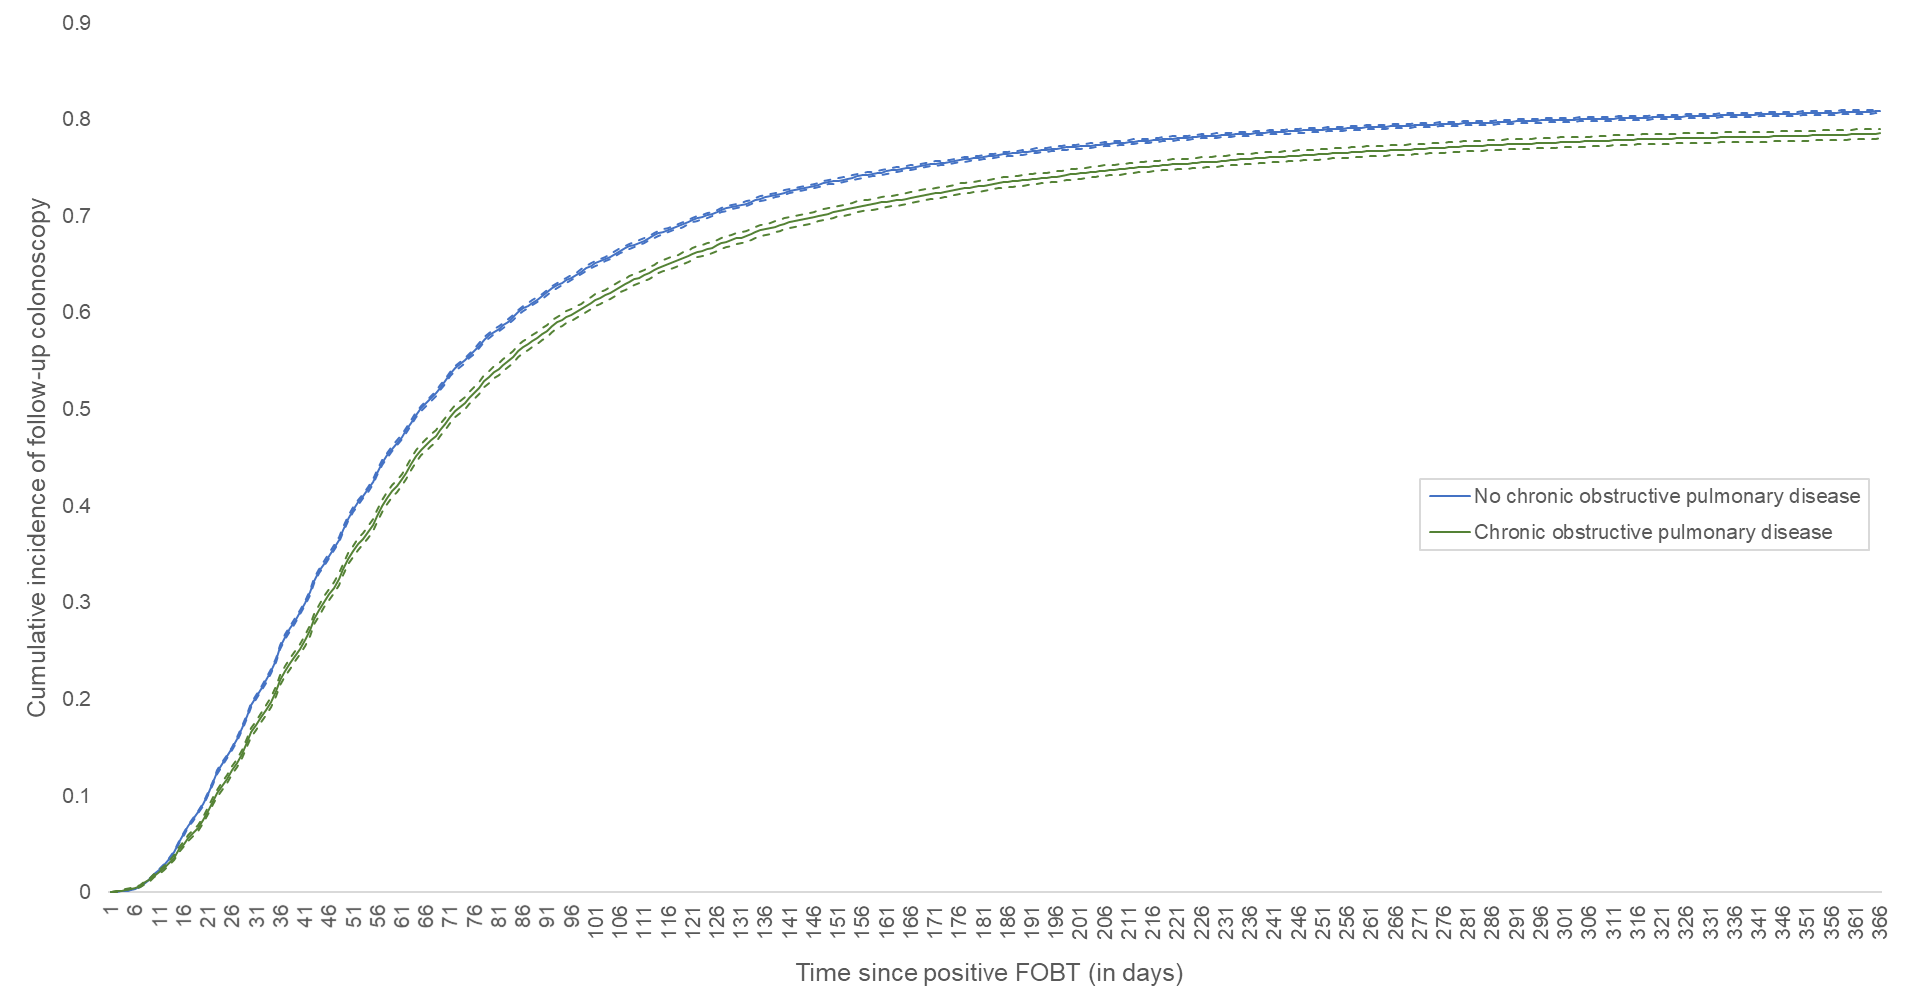 0.9
0.8
0.7
0.6
0.5
0.4
0.3
0.2
0.1
0
Cumulative incidence of follow-up colonoscopy
No chronic obstructive pulmonary disease
Chronic obstructive pulmonary disease
1 6 11 16 21 26 31 36 41 46 51 56 61 66 71 76 81 86 91 96 101 106 111 116 121 126 131 136 141 146 151 156 161 166 171 176 181 186 191 196 201 206 211 216 221 226 231 236 241 246 251 256 261 266 271 276 281 286 291 296 301 306 311 316 321 326 331 336 341 346 351 356 361 366
Time since positive FOBT (in days)